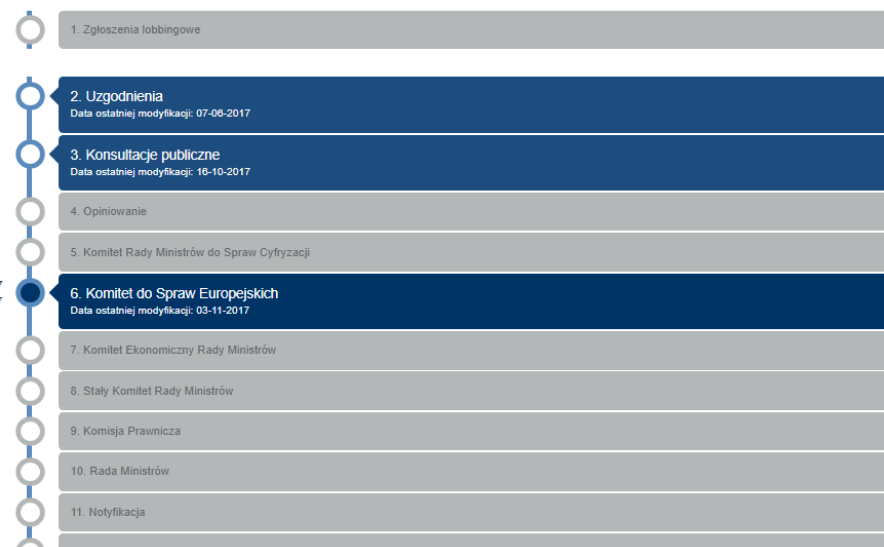 1. Zgłoszenia lobbingowe
2. Uzgodnienia
Data ostatniej modyfikacji: 07-06-2017
3. Konsultacje publiczne
Data ostatniej modyfikacji: 16-10-2017
4. Opiniowanie
5. Komitet Rady Ministrów do Spraw Cyfryzacji
6. Komitet do Spraw Europejskich
Data ostatniej modyfikacji: 03-11-2017
7. Komitet Ekonomiczny Rady Ministrów
8. Stały Komitet Rady Ministrów
9. Komisja Prawnicza
10. Rada Ministrów
11. Notyfikacja